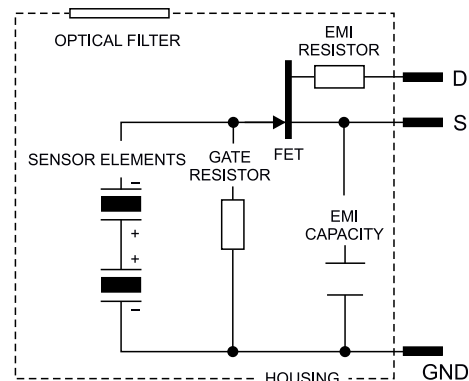 OPTICAL FILTER
EMI
RESISTOR
D
S
SENSOR ELEMENTS
GATE
RESISTOR
FET
−
EMI
CAPACITY
+
+
−
HOUSING
GND